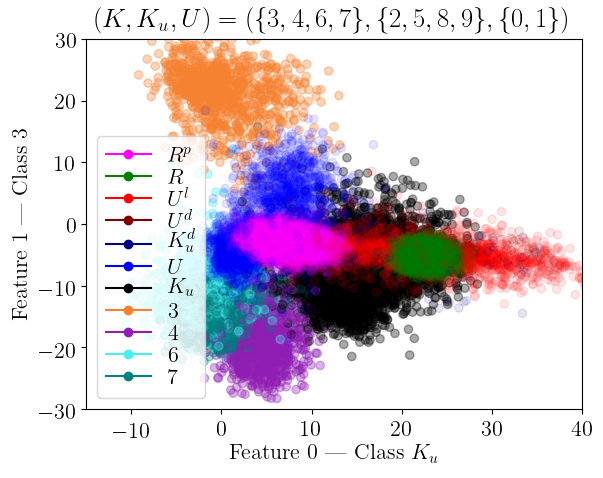 (K, K_u, U) = ({3, 4, 6, 7}, {2, 5, 8, 9}, {0, 1})
30
20
10
0
−10
−20
−30
Feature 1 — Class 3
R^p
R
U^l
U^d
K_u^d
U
K_u
3
4
6
7
−10 0 10 20 30 40
Feature 0 — Class K_u